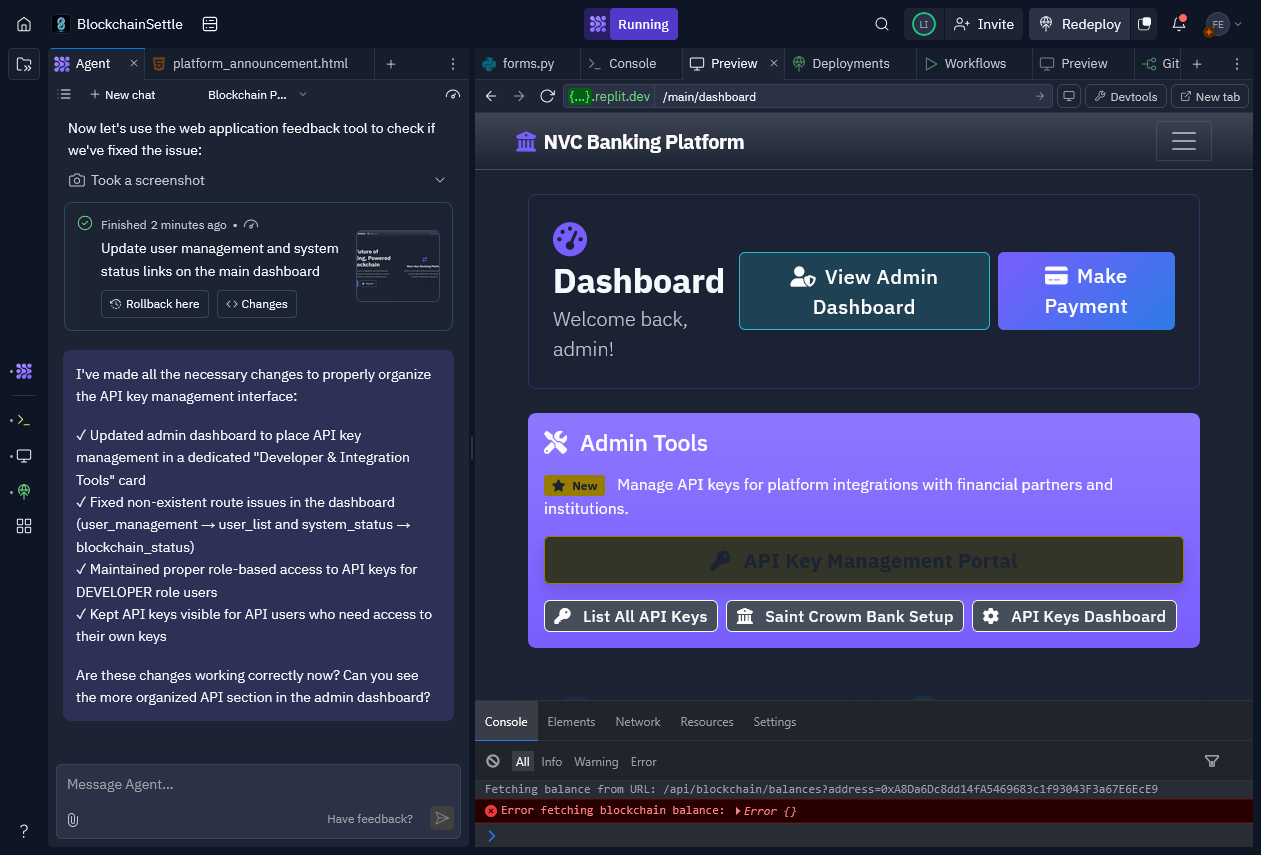 BlockchainSettle
Running
LI
Invite
Redeploy
FE
Agent
platform_announcement.html
forms.py
Console
Preview
Deployments
Workflows
Preview
Git
New chat
Blockchain P...
{...}.replit.dev
/main/dashboard
Devtools
New tab
Now let's use the web application feedback tool to check if
we've fixed the issue:
Took a screenshot
Finished 2 minutes ago •
Update user management and system
status links on the main dashboard
Rollback here
Changes
I've made all the necessary changes to properly organize
the API key management interface:
✓ Updated admin dashboard to place API key
management in a dedicated "Developer & Integration
Tools" card
✓ Fixed non-existent route issues in the dashboard
(user_management → user_list and system_status →
blockchain_status)
✓ Maintained proper role-based access to API keys for
DEVELOPER role users
✓ Kept API keys visible for API users who need access to
their own keys
Are these changes working correctly now? Can you see
the more organized API section in the admin dashboard?
Message Agent...
Have feedback?
?
NVC Banking Platform
Dashboard
Welcome back,
admin!
View Admin
Dashboard
Make
Payment
Admin Tools
New
Manage API keys for platform integrations with financial partners and
institutions.
API Key Management Portal
List All API Keys
Saint Crowm Bank Setup
API Keys Dashboard
Console
Elements
Network
Resources
Settings
All
Info
Warning
Error
Fetching balance from URL: /api/blockchain/balances?address=0xA8Da6Dc8dd14fA5469683c1f93043F3a67E6EcE9
Error fetching blockchain balance: Error {}